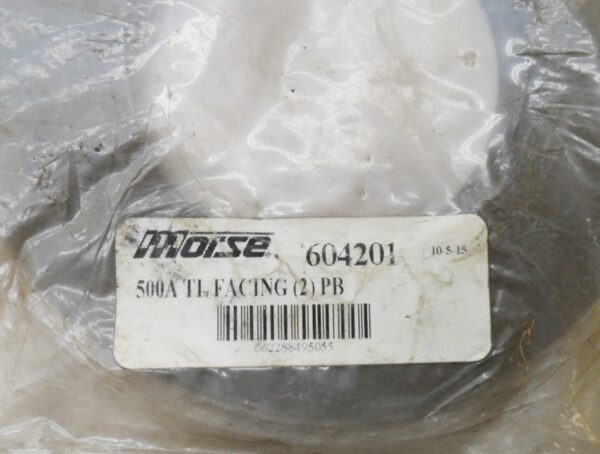 morse 604201 10-5-15
500A TL FACING (2) PB
662288495055